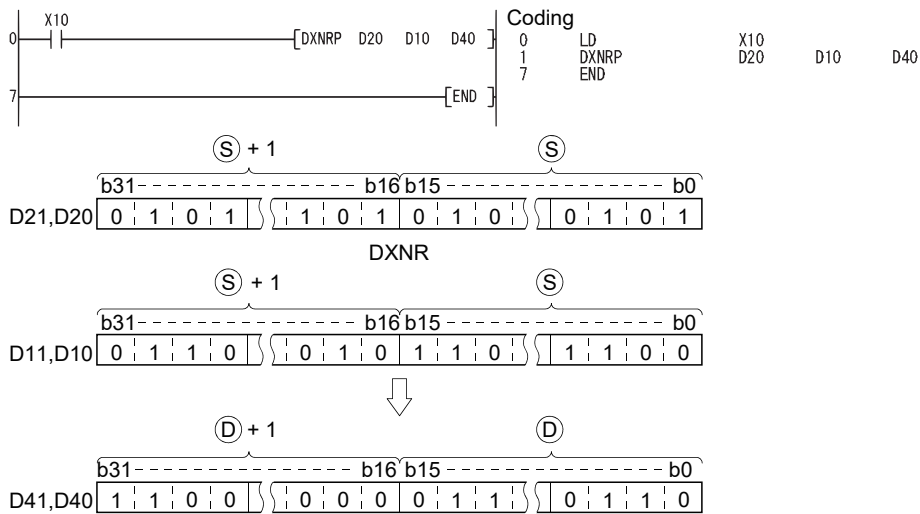 X10
0 DXNRP D20 D10 D40
7 END
Coding
0 LD X10
1 DXNRP D20 D10 D40
7 END
S + 1 S
b31 b16 b15 b0
D21,D20 0 1 0 1 1 0 1 0 1 0 0 1 0 1
DXNR
S + 1 S
b31 b16 b15 b0
D11,D10 0 1 1 0 0 1 0 1 1 0 1 1 0 0
D + 1 D
b31 b16 b15 b0
D41,D40 1 1 0 0 0 0 0 0 1 1 0 1 1 0